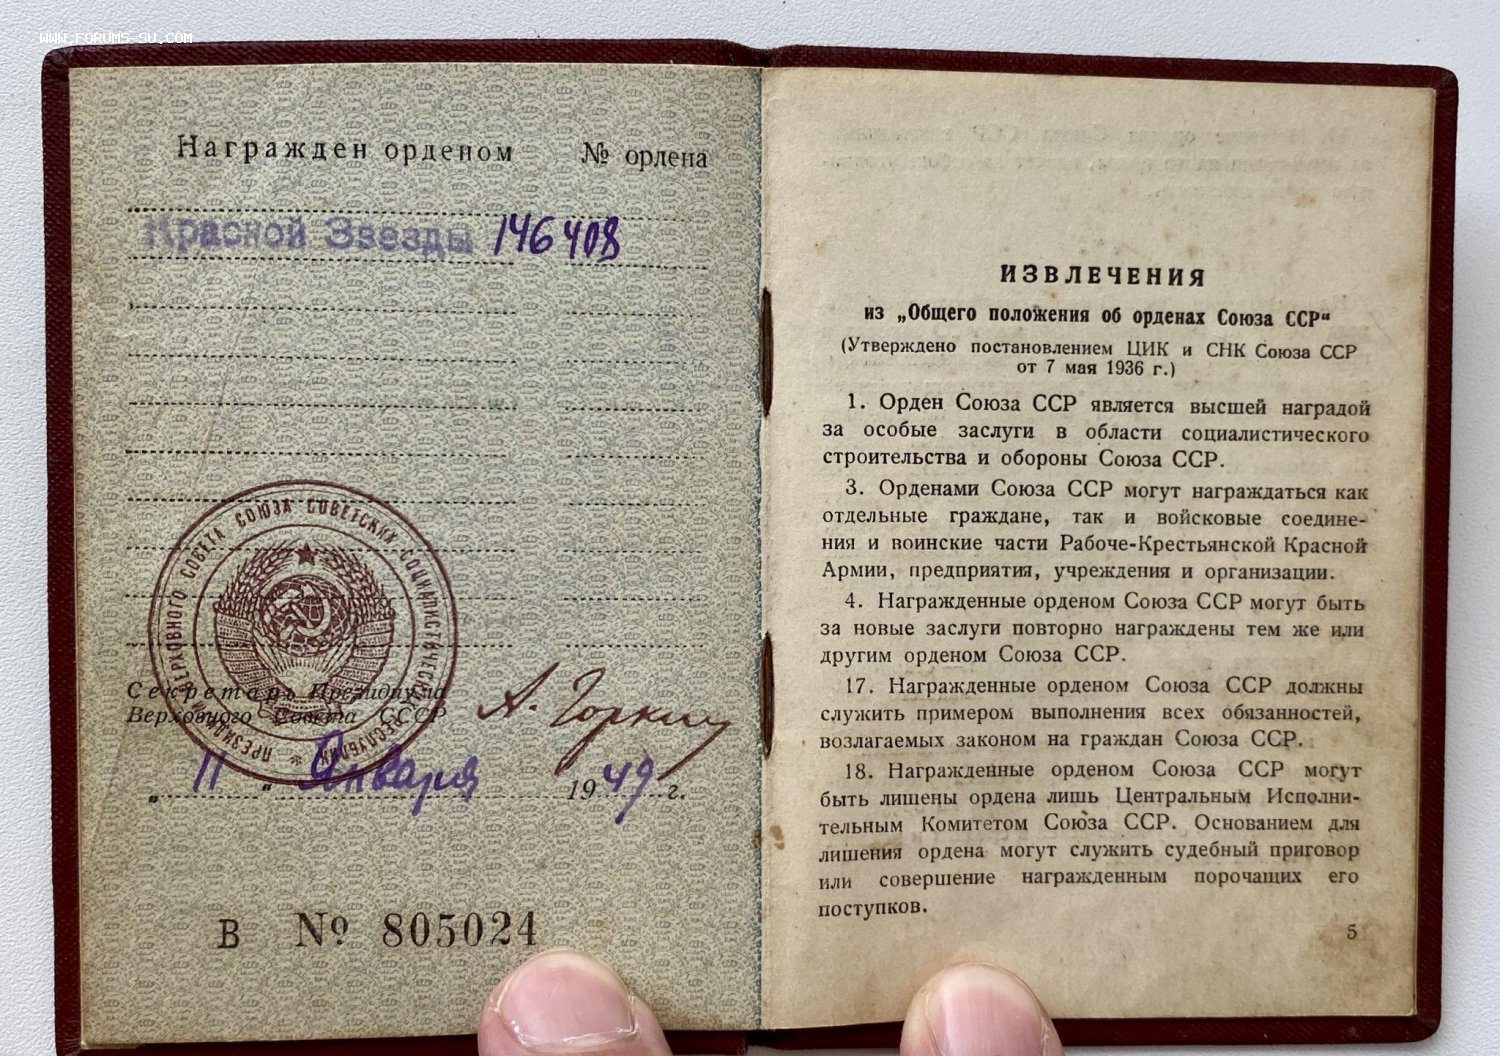 WWW.FORUMS-SU.COM
Награжден орденом № ордена
Красной Звезды 146408
ПРЕЗИДИУМ ВЕРХОВНОГО СОВЕТА СОЮЗА СОВЕТСКИХ СОЦИАЛИСТИЧЕСКИХ РЕСПУБЛИК
Секретарь Президиума
Верховного Совета СССР А. Горкин
„11“ Января 1949 г.
В № 805024
ИЗВЛЕЧЕНИЯ
из „Общего положения об орденах Союза ССР“
(Утверждено постановлением ЦИК и СНК Союза ССР
от 7 мая 1936 г.)
1. Орден Союза ССР является высшей наградой
за особые заслуги в области социалистического
строительства и обороны Союза ССР.
3. Орденами Союза ССР могут награждаться как
отдельные граждане, так и войсковые соедине-
ния и воинские части Рабоче-Крестьянской Красной
Армии, предприятия, учреждения и организации.
4. Награжденные орденом Союза ССР могут быть
за новые заслуги повторно награждены тем же или
другим орденом Союза ССР.
17. Награжденные орденом Союза ССР должны
служить примером выполнения всех обязанностей,
возлагаемых законом на граждан Союза ССР.
18. Награжденные орденом Союза ССР могут
быть лишены ордена лишь Центральным Исполни-
тельным Комитетом Союза ССР. Основанием для
лишения ордена могут служить судебный приговор
или совершение награжденным порочащих его
поступков.
5